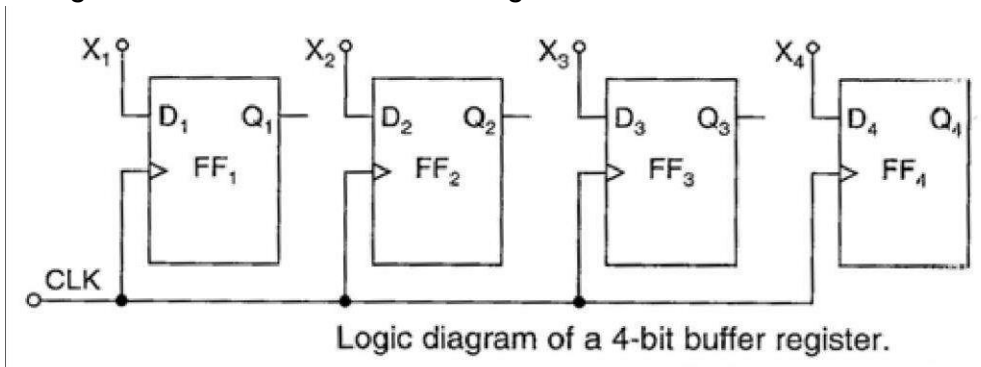 X₁ X₂ X₃ X₄
D₁ Q₁ D₂ Q₂ D₃ Q₃ D₄ Q₄
FF₁ FF₂ FF₃ FF₄
CLK
Logic diagram of a 4-bit buffer register.